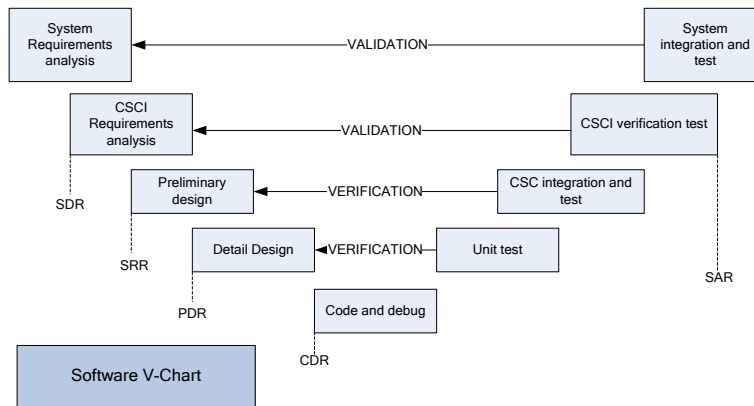 System
Requirements
analysis
VALIDATION
System
integration and
test
CSCI
Requirements
analysis
VALIDATION
CSCI verification test
SDR
Preliminary
design
VERIFICATION
CSC integration and
test
SRR
Detail Design
VERIFICATION
Unit test
SAR
PDR
Code and debug
CDR
Software V-Chart